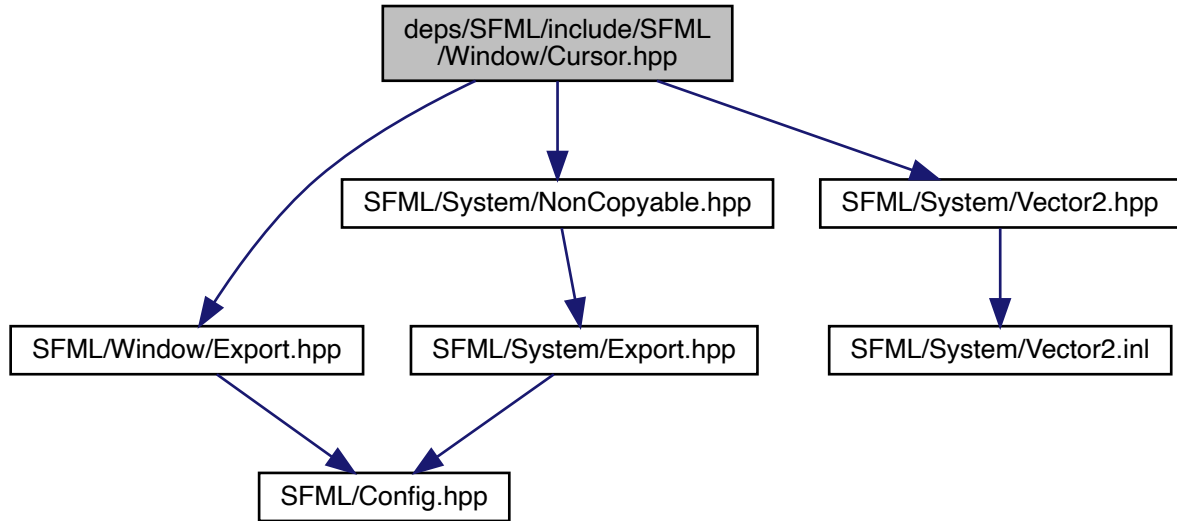 deps/SFML/include/SFML
/Window/Cursor.hpp
SFML/System/NonCopyable.hpp
SFML/System/Vector2.hpp
SFML/Window/Export.hpp
SFML/System/Export.hpp
SFML/System/Vector2.inl
SFML/Config.hpp